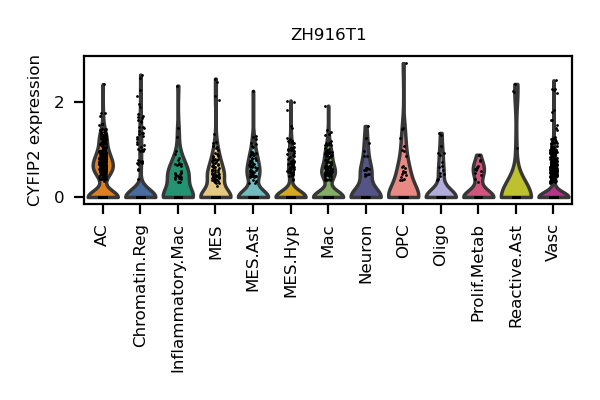 ZH916T1
CYFIP2 expression
2
0
AC
Chromatin.Reg
Inflammatory.Mac
MES
MES.Ast
MES.Hyp
Mac
Neuron
OPC
Oligo
Prolif.Metab
Reactive.Ast
Vasc